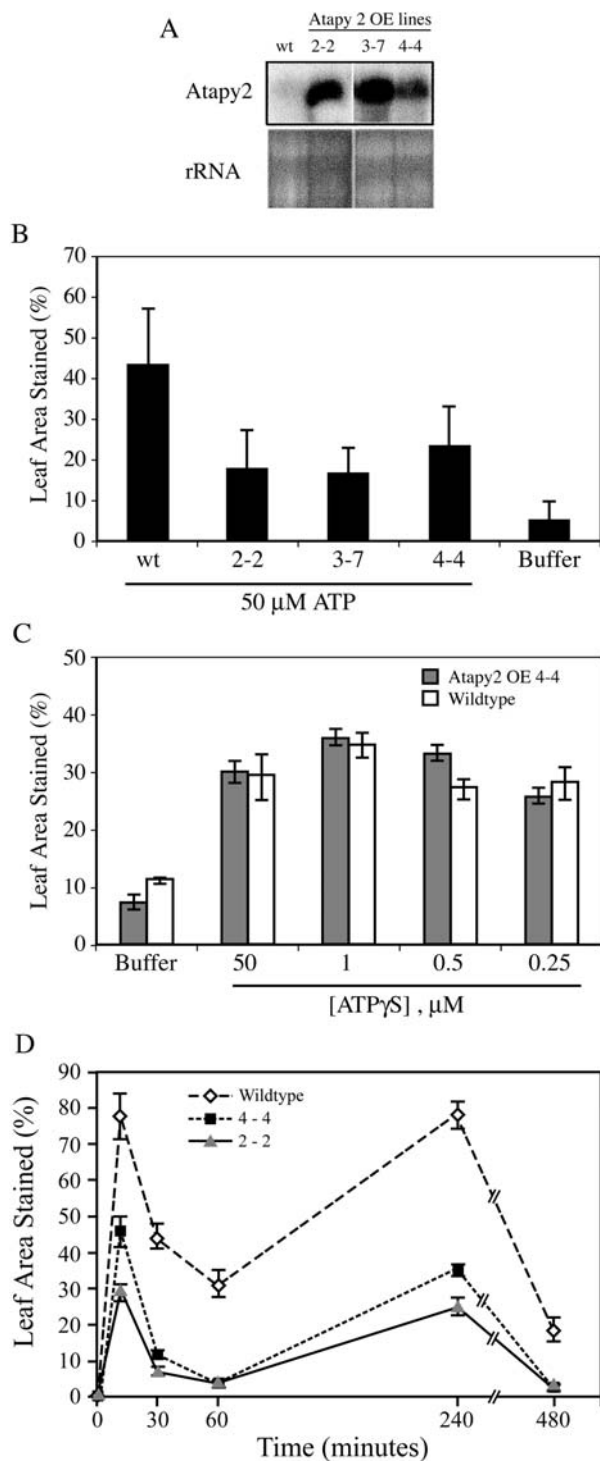 A
Atapy 2 OE lines
wt 2-2 3-7 4-4
Atapy2
rRNA
B
Leaf Area Stained (%)
70
60
50
40
30
20
10
0
wt 2-2 3-7 4-4 Buffer
50 μM ATP
C
Leaf Area Stained (%)
50
40
30
20
10
0
Atapy2 OE 4-4
Wildtype
Buffer 50 1 0.5 0.25
[ATPγS] , μM
D
Leaf Area Stained (%)
90
80
70
60
50
40
30
20
10
0
Wildtype
4 - 4
2 - 2
0 30 60 240 480
Time (minutes)